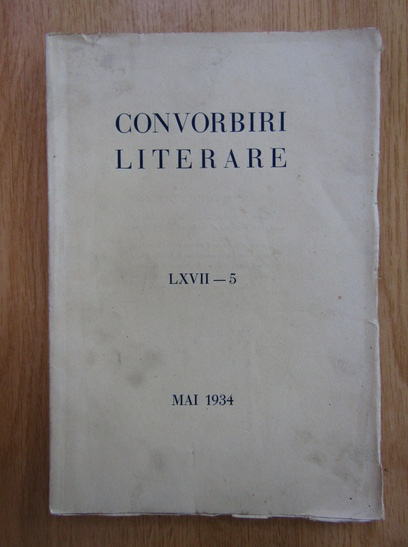 CONVORBIRI
LITERARE
LXVII — 5
MAI 1934